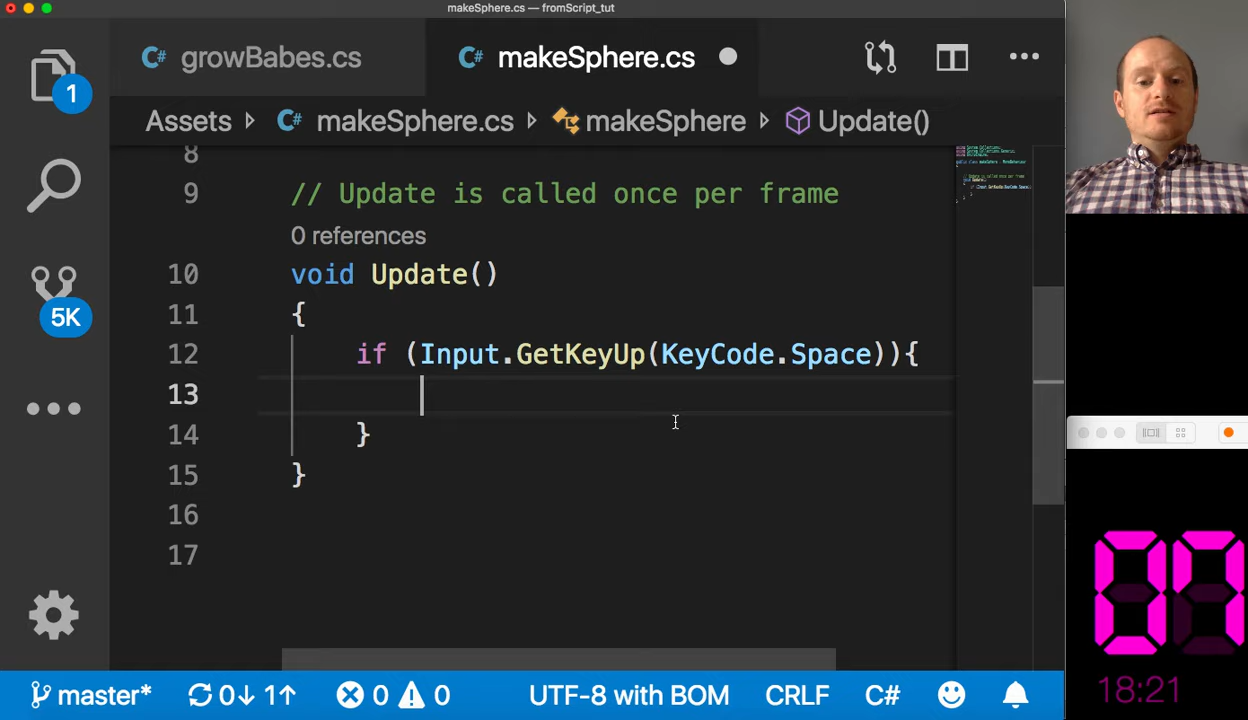 makeSphere.cs — fromScript_tut
growBabes.cs
makeSphere.cs
Assets
makeSphere.cs
makeSphere
Update()
1
5K
8
9 // Update is called once per frame
0 references
10 void Update()
11 {
12 if (Input.GetKeyUp(KeyCode.Space)){
13
14 }
15 }
16
17
master* 0↓ 1↑ 0 0 UTF-8 with BOM CRLF C#
07
18:21